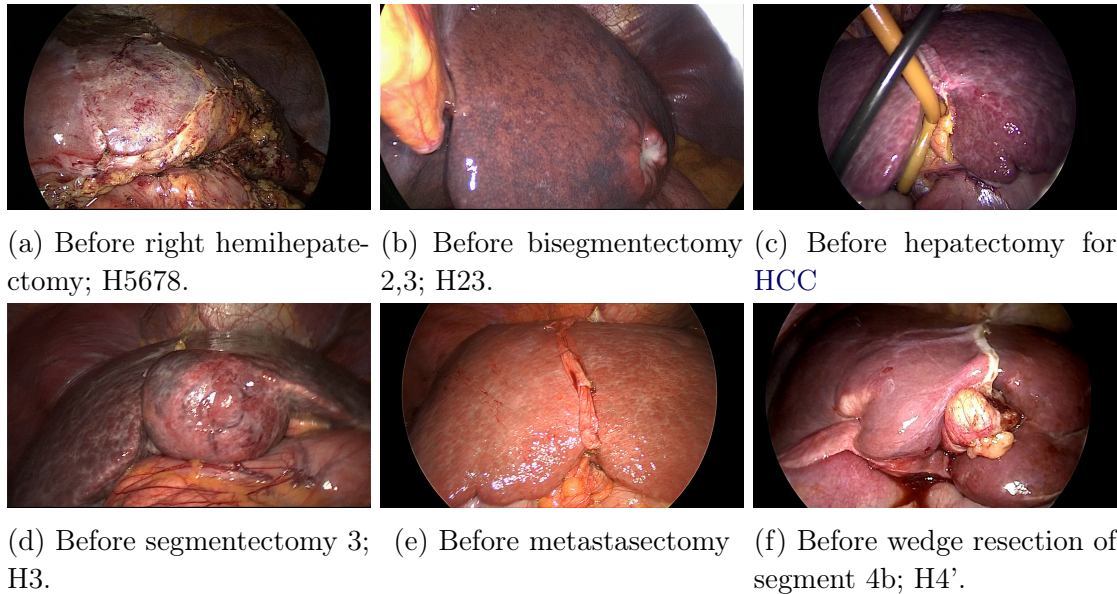 (a) Before right hemihepate-
ctomy; H5678.
(b) Before bisegmentectomy
2,3; H23.
(c) Before hepatectomy for
HCC
(d) Before segmentectomy 3;
H3.
(e) Before metastasectomy
(f) Before wedge resection of
segment 4b; H4’.